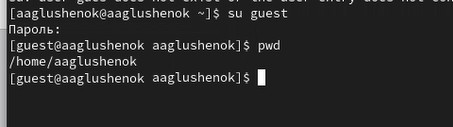 [aaglushenok@aaglushenok ~]$ su guest
Пароль:
[guest@aaglushenok aaglushenok]$ pwd
/home/aaglushenok
[guest@aaglushenok aaglushenok]$